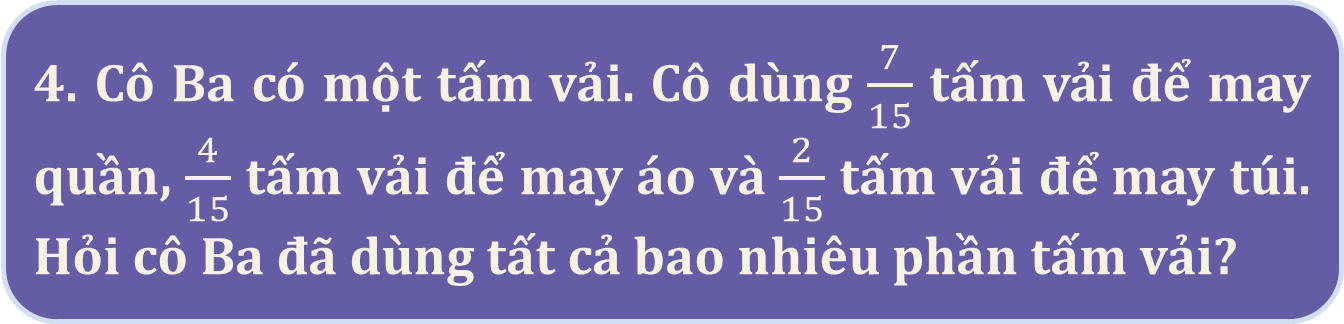 4. Cô Ba có một tấm vải. Cô dùng 7/15 tấm vải để may
quần, 4/15 tấm vải để may áo và 2/15 tấm vải để may túi.
Hỏi cô Ba đã dùng tất cả bao nhiêu phần tấm vải?